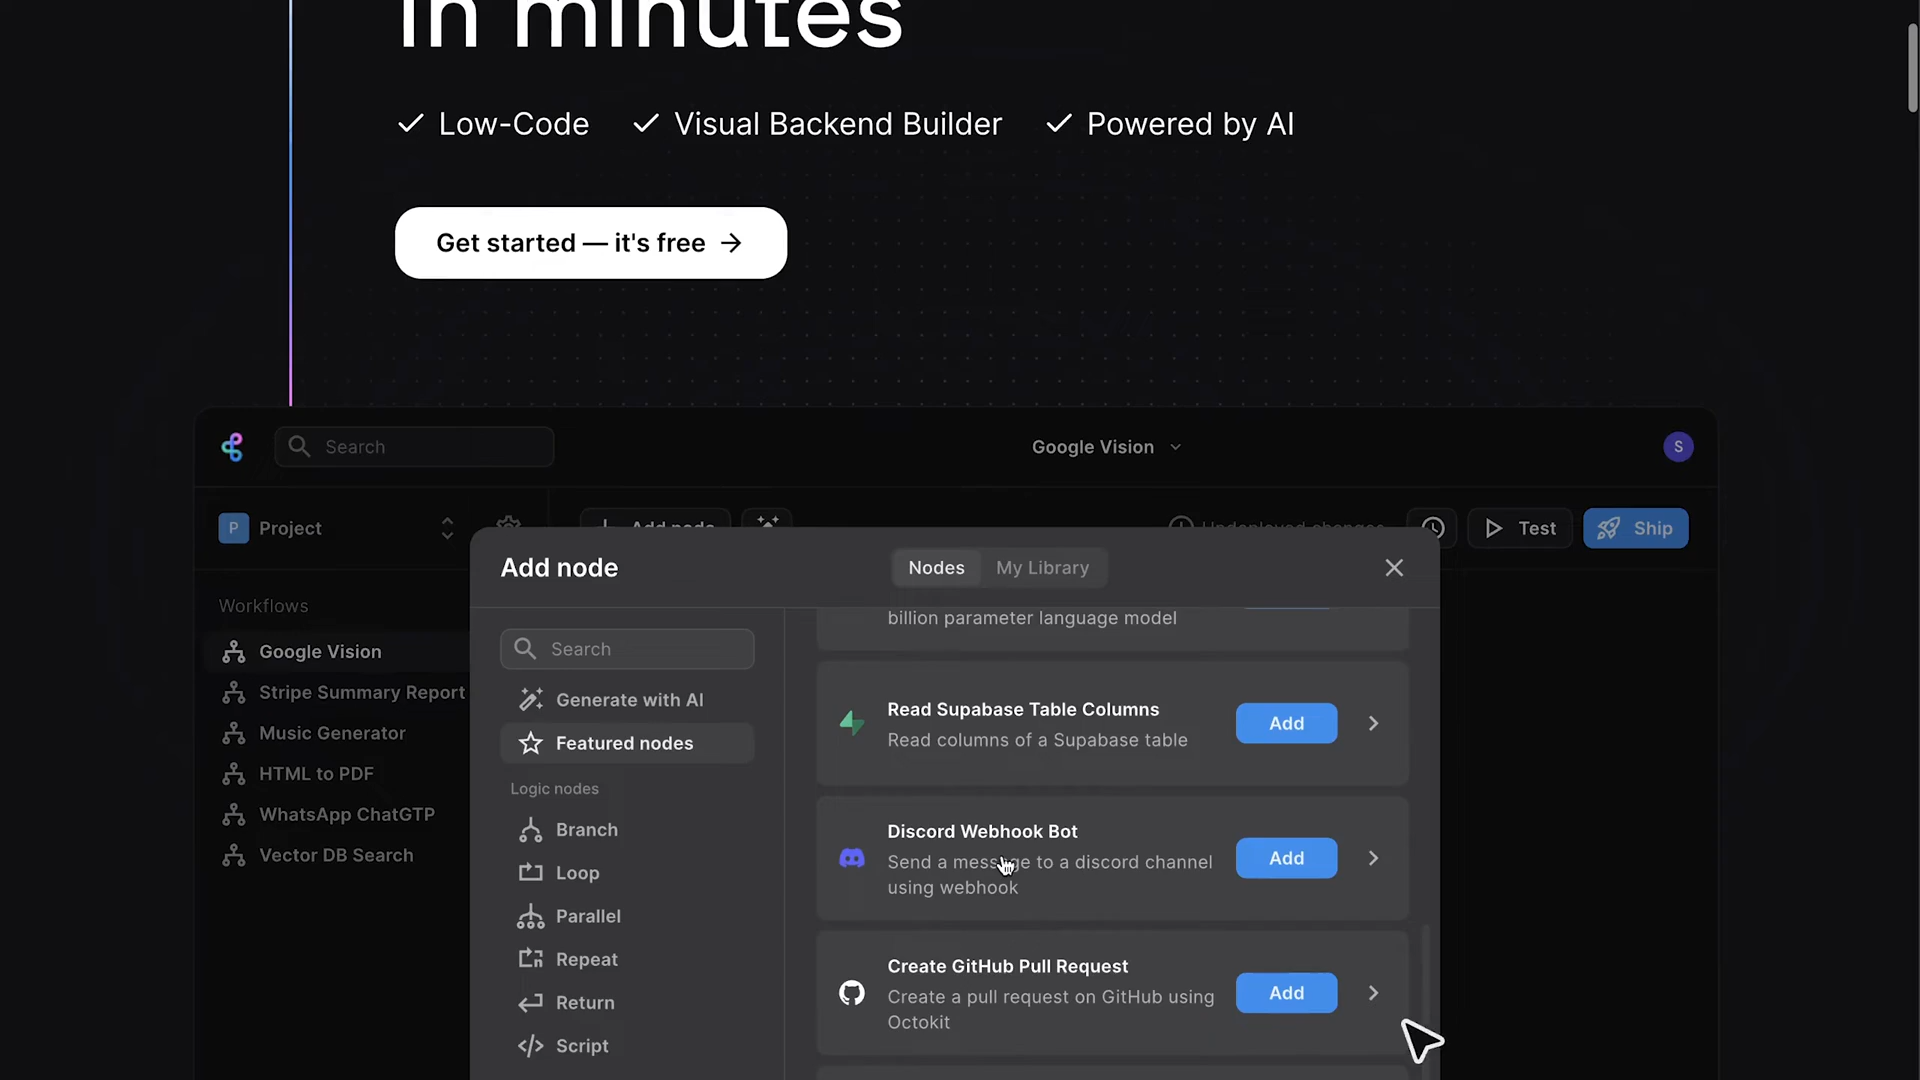 in minutes
Low-Code Visual Backend Builder Powered by AI
Get started — it's free →
Search
Google Vision
S
P Project
Add node
Undeployed changes
Test
Ship
Workflows
Google Vision
Stripe Summary Report
Music Generator
HTML to PDF
WhatsApp ChatGTP
Vector DB Search
Add node
Nodes My Library
Search
Generate with AI
Featured nodes
Logic nodes
Branch
Loop
Parallel
Repeat
Return
Script
billion parameter language model
Read Supabase Table Columns
Read columns of a Supabase table
Add
Discord Webhook Bot
Send a message to a discord channel
using webhook
Add
Create GitHub Pull Request
Create a pull request on GitHub using
Octokit
Add